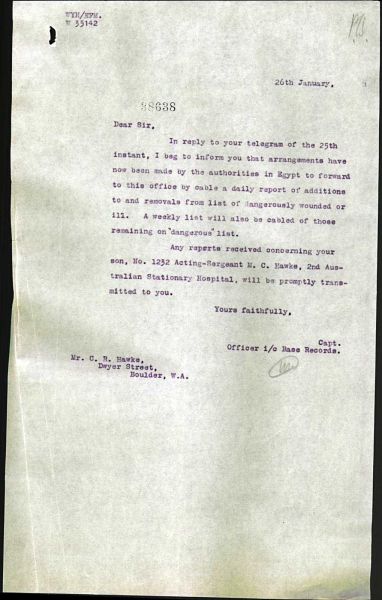 WYM/HFM.
W 33142
26th January,
38638
Dear Sir,
In reply to your telegram of the 25th
instant, I beg to inform you that arrangements have
now been made by the authorities in Egypt to forward
to this office by cable a daily report of additions
to and removals from list of dangerously wounded or
ill. A weekly list will also be cabled of those
remaining on "dangerous" list.
Any reports received concerning your
son, No. 1232 Acting-Sergeant M. C. Hawke, 2nd Aus-
tralian Stationary Hospital, will be promptly trans-
mitted to you.
Yours faithfully,
Capt.
Officer i/c Base Records.
Mr. C. R. Hawke,
Dwyer Street,
Boulder, W.A.